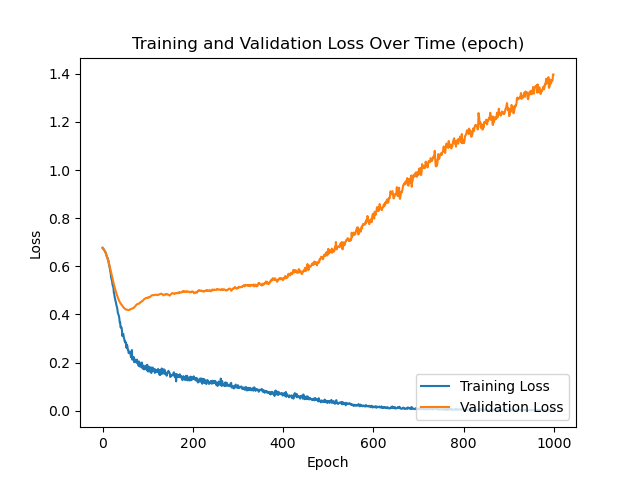 Training and Validation Loss Over Time (epoch)
Loss
1.4
1.2
1.0
0.8
0.6
0.4
0.2
0.0
Training Loss
Validation Loss
0 200 400 600 800 1000
Epoch